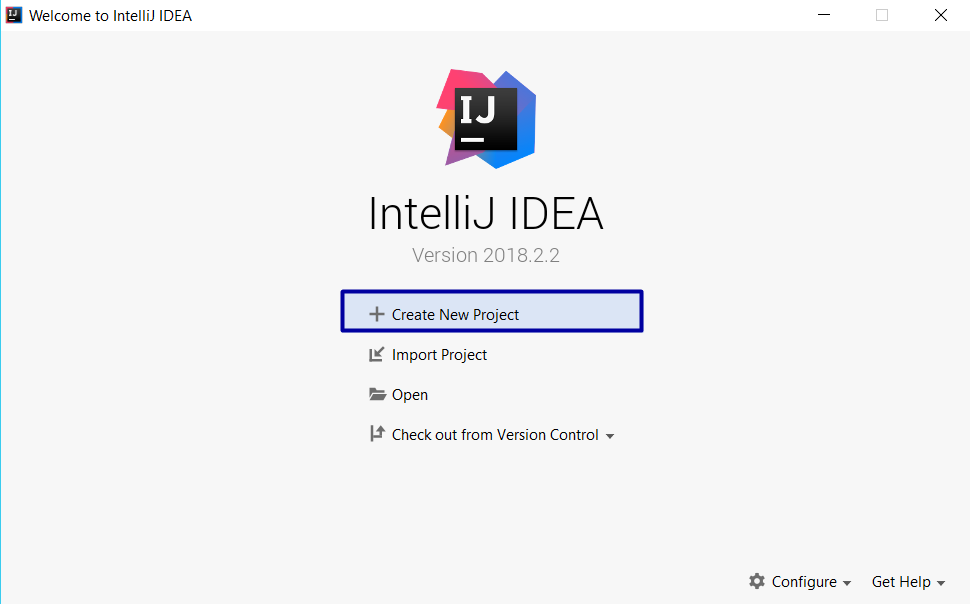 Welcome to IntelliJ IDEA
IJ
IntelliJ IDEA
Version 2018.2.2
Create New Project
Import Project
Open
Check out from Version Control
Configure
Get Help